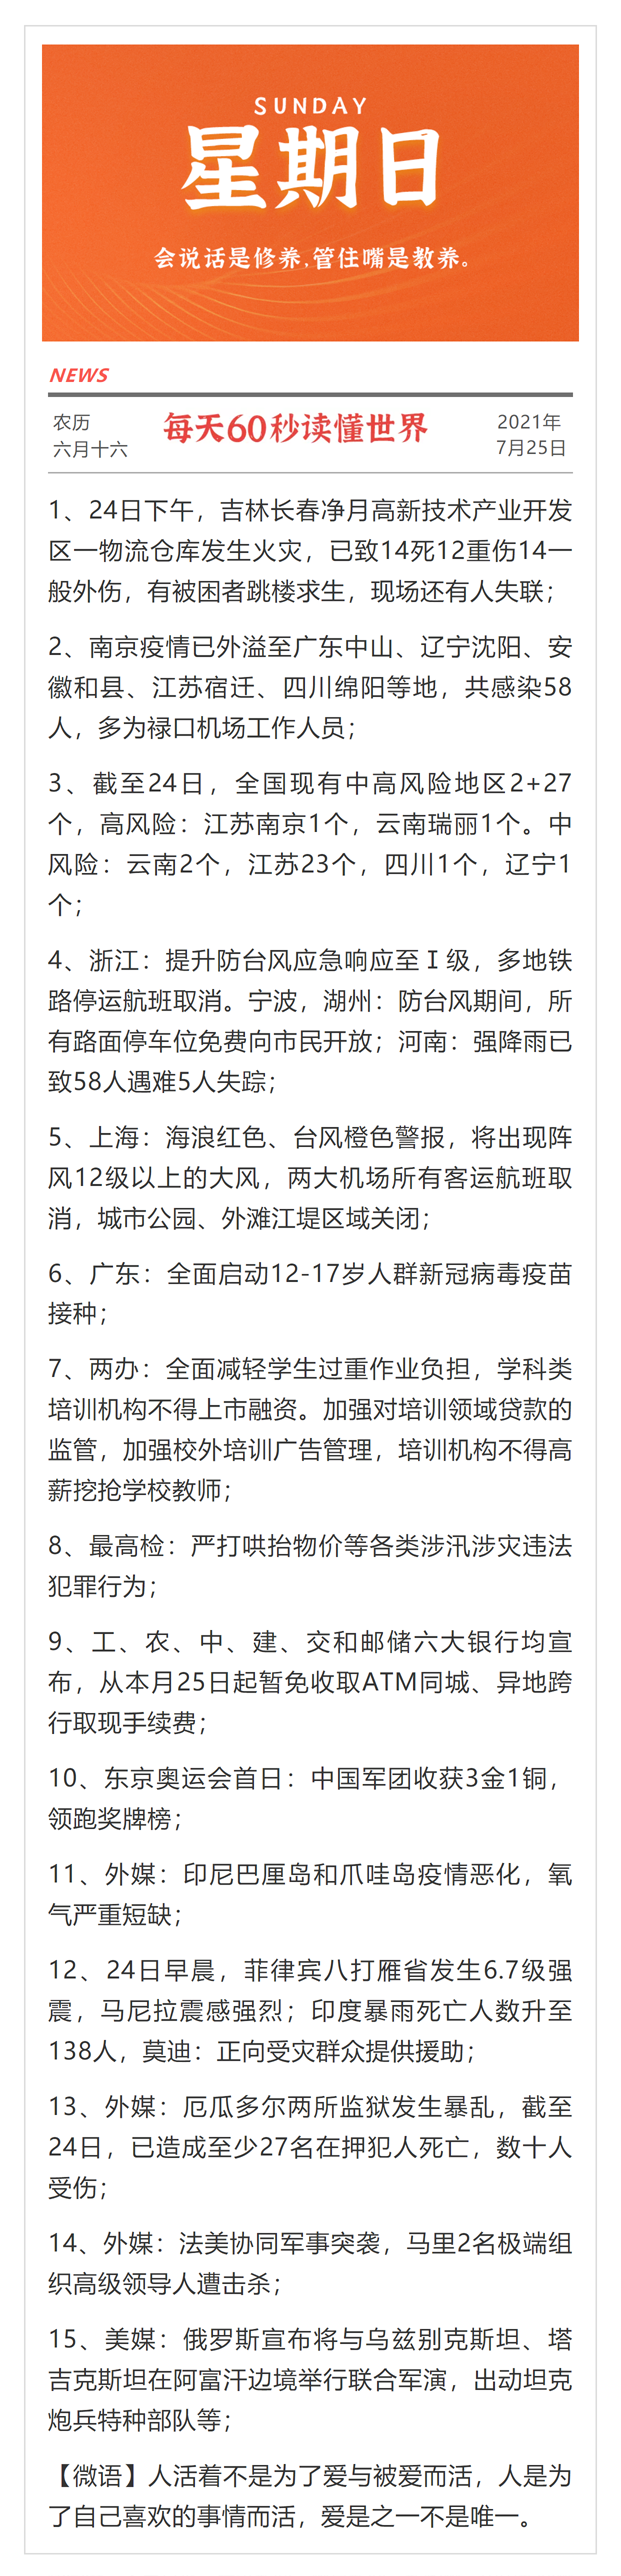 SUNDAY
星期日
会说话是修养,管住嘴是教养。
NEWS
农历
六月十六
每天60秒读懂世界
2021年
7月25日
1、24日下午，吉林长春净月高新技术产业开发
区一物流仓库发生火灾，已致14死12重伤14一
般外伤，有被困者跳楼求生，现场还有人失联；
2、南京疫情已外溢至广东中山、辽宁沈阳、安
徽和县、江苏宿迁、四川绵阳等地，共感染58
人，多为禄口机场工作人员；
3、截至24日，全国现有中高风险地区2+27
个，高风险：江苏南京1个，云南瑞丽1个。中
风险：云南2个，江苏23个，四川1个，辽宁1
个；
4、浙江：提升防台风应急响应至Ⅰ级，多地铁
路停运航班取消。宁波，湖州：防台风期间，所
有路面停车位免费向市民开放；河南：强降雨已
致58人遇难5人失踪；
5、上海：海浪红色、台风橙色警报，将出现阵
风12级以上的大风，两大机场所有客运航班取
消，城市公园、外滩江堤区域关闭；
6、广东：全面启动12-17岁人群新冠病毒疫苗
接种；
7、两办：全面减轻学生过重作业负担，学科类
培训机构不得上市融资。加强对培训领域贷款的
监管，加强校外培训广告管理，培训机构不得高
薪挖抢学校教师；
8、最高检：严打哄抬物价等各类涉汛涉灾违法
犯罪行为；
9、工、农、中、建、交和邮储六大银行均宣
布，从本月25日起暂免收取ATM同城、异地跨
行取现手续费；
10、东京奥运会首日：中国军团收获3金1铜，
领跑奖牌榜；
11、外媒：印尼巴厘岛和爪哇岛疫情恶化，氧
气严重短缺；
12、24日早晨，菲律宾八打雁省发生6.7级强
震，马尼拉震感强烈；印度暴雨死亡人数升至
138人，莫迪：正向受灾群众提供援助；
13、外媒：厄瓜多尔两所监狱发生暴乱，截至
24日，已造成至少27名在押犯人死亡，数十人
受伤；
14、外媒：法美协同军事突袭，马里2名极端组
织高级领导人遭击杀；
15、美媒：俄罗斯宣布将与乌兹别克斯坦、塔
吉克斯坦在阿富汗边境举行联合军演，出动坦克
炮兵特种部队等；
【微语】人活着不是为了爱与被爱而活，人是为
了自己喜欢的事情而活，爱是之一不是唯一。